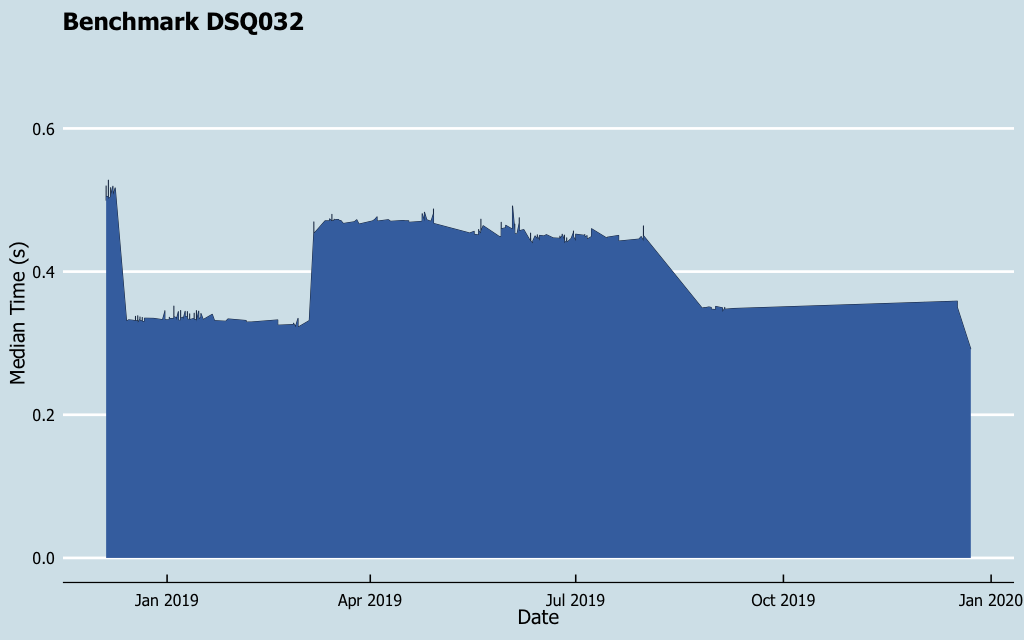 Benchmark DSQ032
Median Time (s)
0.6
0.4
0.2
0.0
Jan 2019
Apr 2019
Jul 2019
Oct 2019
Jan 2020
Date